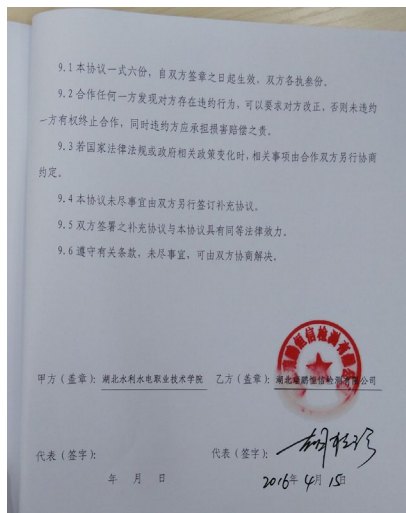 9.1 本协议一式六份，自双方签章之日起生效，双方各执叁份。
9.2 合作任何一方发现对方存在违约行为，可以要求对方改正，否则未违约
一方有权终止合作，同时违约方应承担损害赔偿之责。
9.3 若国家法律法规或政府相关政策变化时，相关事项由合作双方另行协商
约定。
9.4 本协议未尽事宜由双方另行签订补充协议。
9.5 双方签署之补充协议与本协议具有同等法律效力。
9.6 遵守有关条款，未尽事宜，可由双方协商解决。
甲方（盖章）：湖北水利水电职业技术学院 乙方（盖章）：湖北 鹏恒信检测有限公司
代表（签字）： 代表（签字）：
年 月 日 2016年 4月 15日